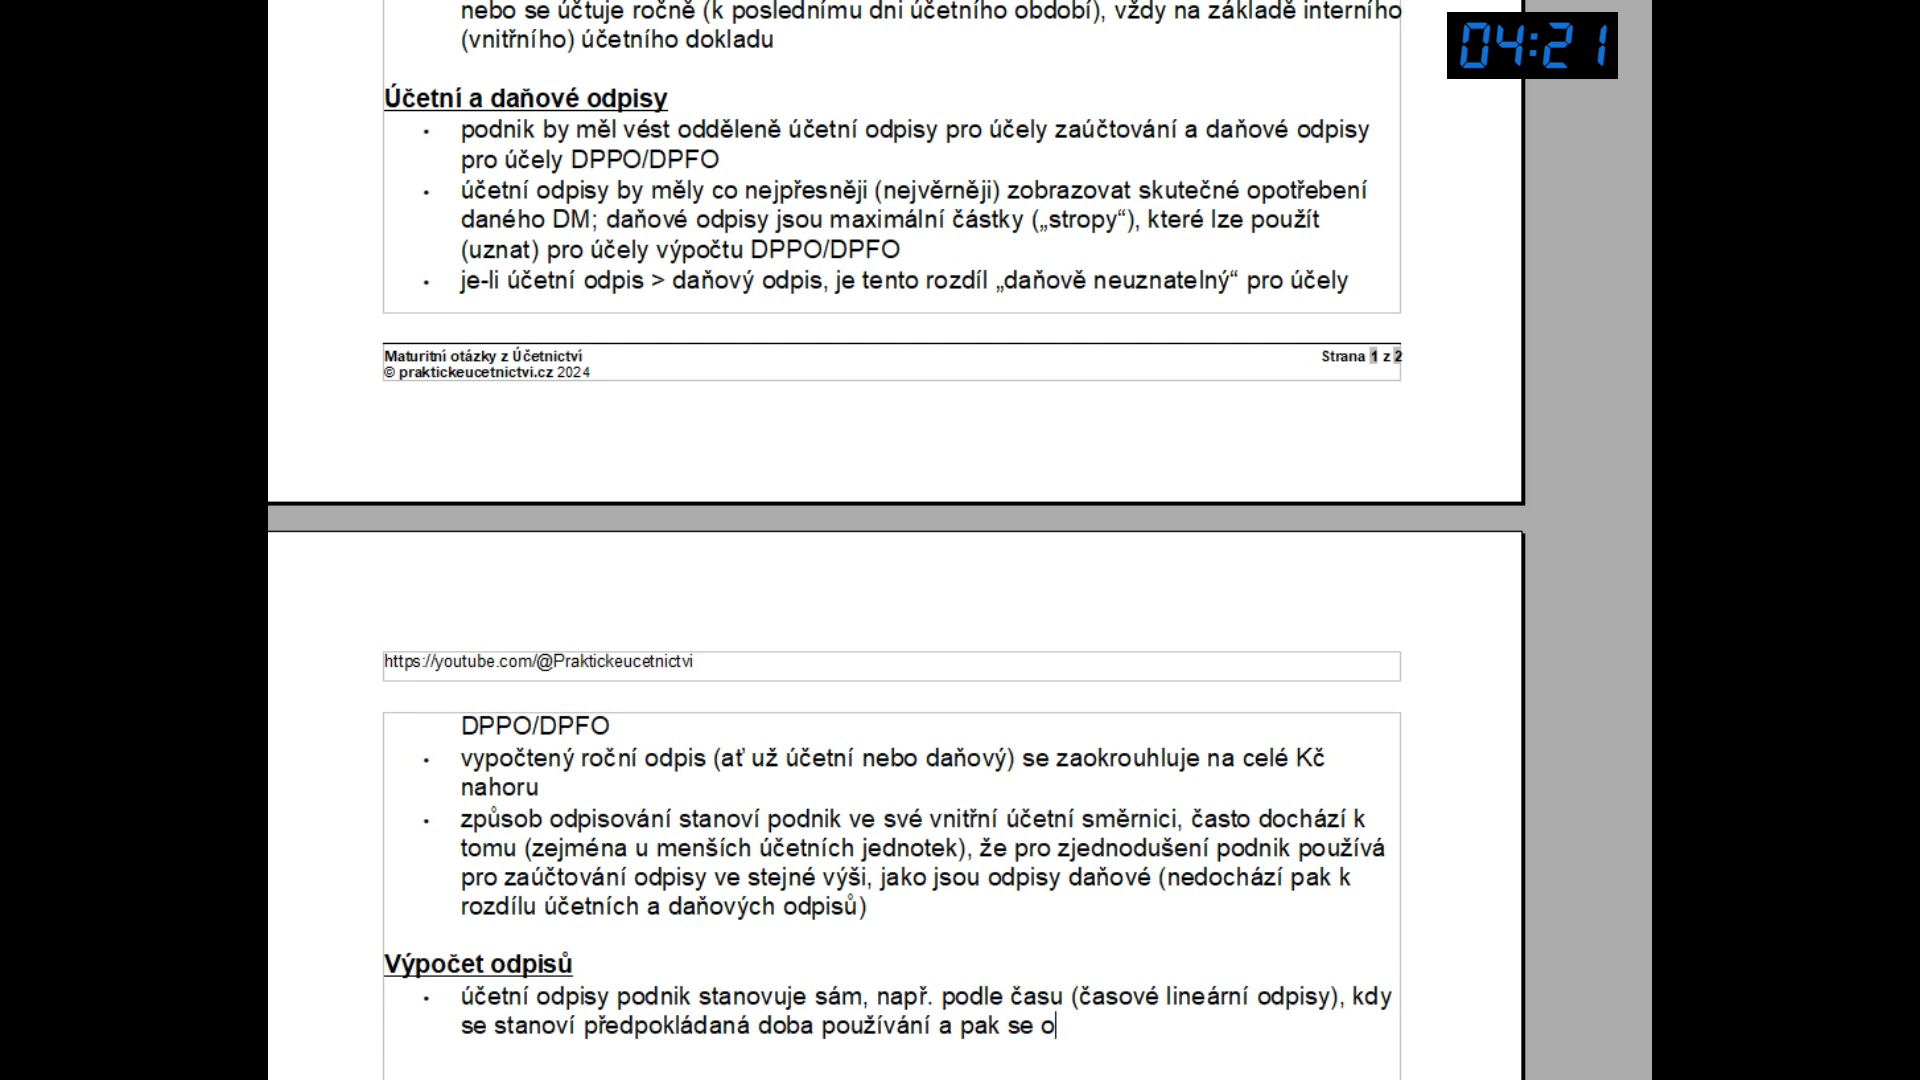 nebo se účtuje ročně (k poslednímu dni účetního období), vždy na základě interního
(vnitřního) účetního dokladu
04:21
Účetní a daňové odpisy
• podnik by měl vést odděleně účetní odpisy pro účely zaúčtování a daňové odpisy
pro účely DPPO/DPFO
• účetní odpisy by měly co nejpřesněji (nejvěrněji) zobrazovat skutečné opotřebení
daného DM; daňové odpisy jsou maximální částky („stropy“), které lze použít
(uznat) pro účely výpočtu DPPO/DPFO
• je-li účetní odpis > daňový odpis, je tento rozdíl „daňově neuznatelný“ pro účely
Maturitní otázky z Účetnictví Strana 1 z 2
© praktickeucetnictvi.cz 2024
https://youtube.com/@Praktickeucetnictvi
DPPO/DPFO
• vypočtený roční odpis (ať už účetní nebo daňový) se zaokrouhluje na celé Kč
nahoru
• způsob odpisování stanoví podnik ve své vnitřní účetní směrnici, často dochází k
tomu (zejména u menších účetních jednotek), že pro zjednodušení podnik používá
pro zaúčtování odpisy ve stejné výši, jako jsou odpisy daňové (nedochází pak k
rozdílu účetních a daňových odpisů)
Výpočet odpisů
• účetní odpisy podnik stanovuje sám, např. podle času (časové lineární odpisy), kdy
se stanoví předpokládaná doba používání a pak se o